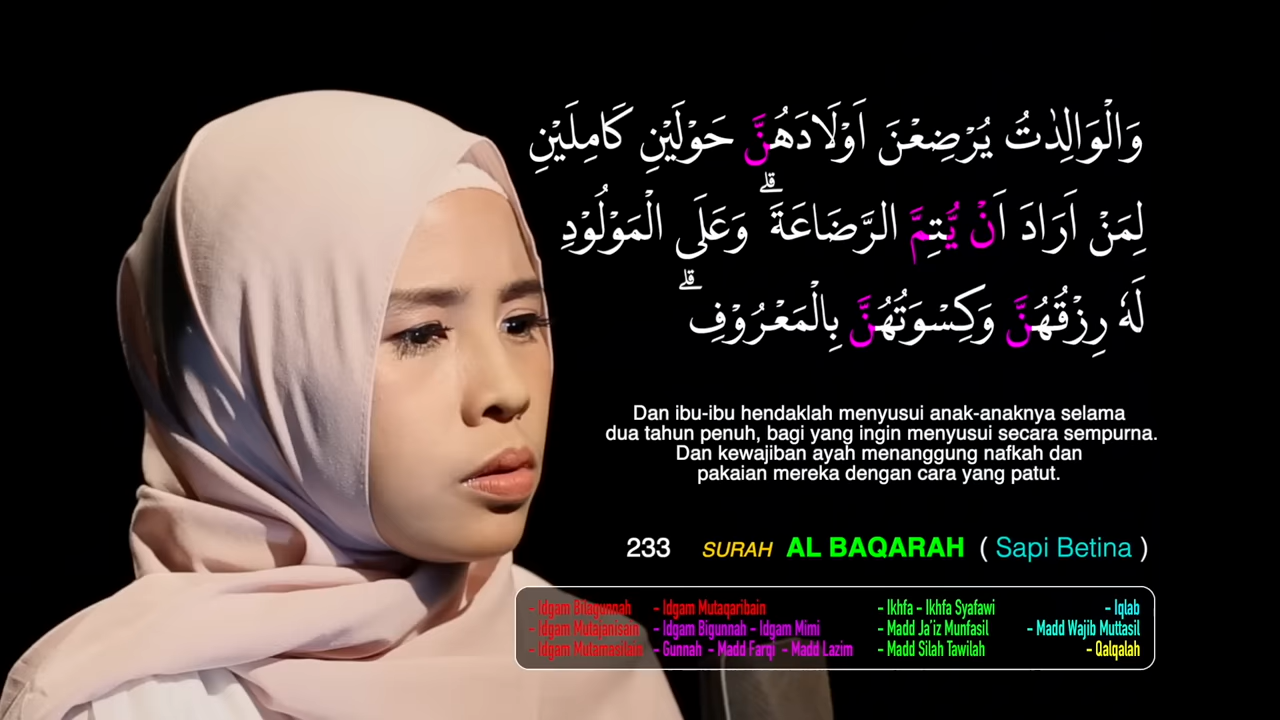 وَالْوَالِدٰتُ يُرْضِعْنَ اَوْلَادَهُنَّ حَوْلَيْنِ كَامِلَيْنِ
لِمَنْ اَرَادَ اَنْ يُّتِمَّ الرَّضَاعَةَ ۗ وَعَلَى الْمَوْلُوْدِ
لَهٗ رِزْقُهُنَّ وَكِسْوَتُهُنَّ بِالْمَعْرُوْفِ ۗ
Dan ibu-ibu hendaklah menyusui anak-anaknya selama
dua tahun penuh, bagi yang ingin menyusui secara sempurna.
Dan kewajiban ayah menanggung nafkah dan
pakaian mereka dengan cara yang patut.
233 SURAH AL BAQARAH ( Sapi Betina )
- Idgam Bilagunnah - Idgam Mutaqaribain - Ikhfa - Ikhfa Syafawi - Iqlab
- Idgam Mutajanisain - Idgam Bigunnah - Idgam Mimi - Madd Ja'iz Munfasil - Madd Wajib Muttasil
- Idgam Mutamasilain - Gunnah - Madd Farqi - Madd Lazim - Madd Silah Tawilah - Qalqalah